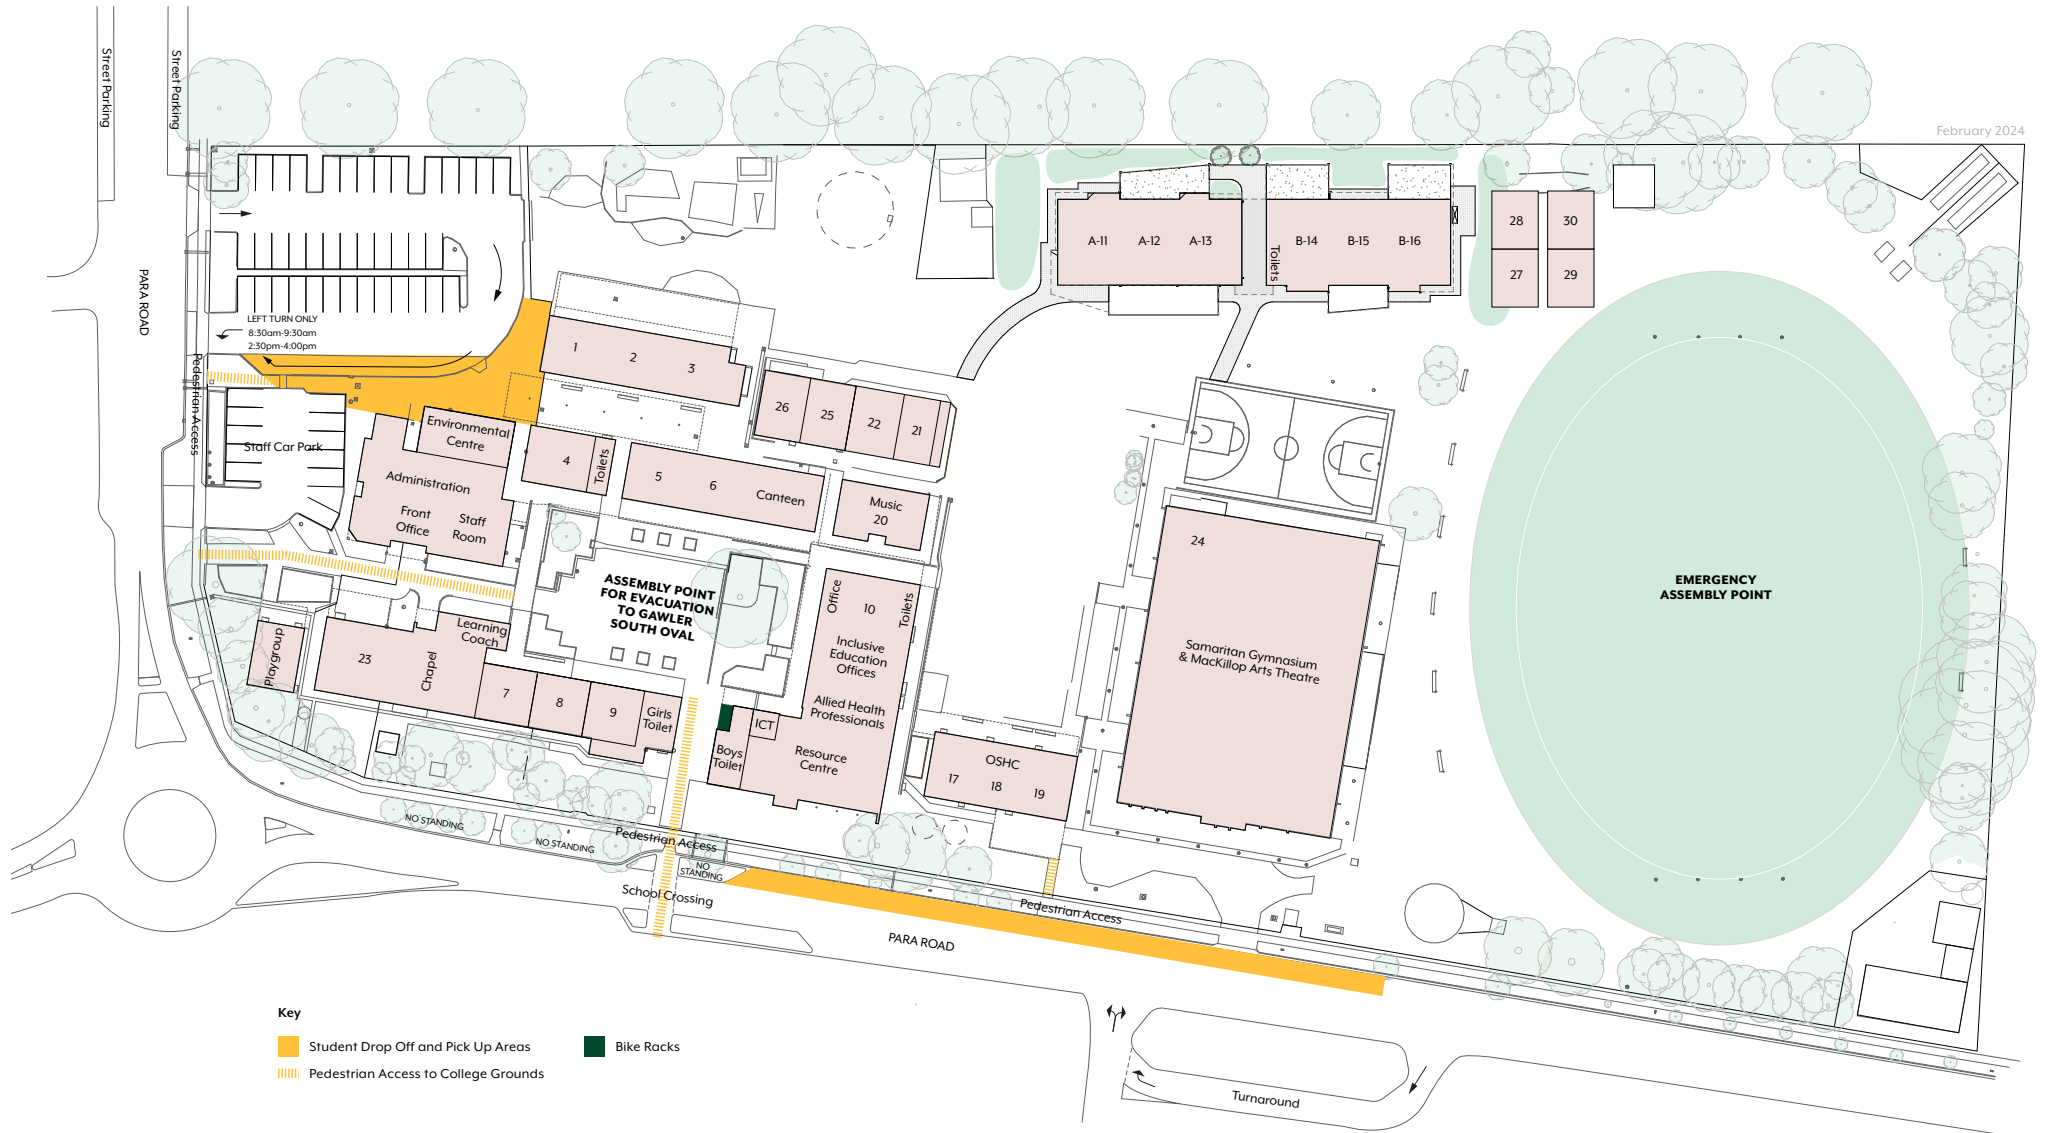 Street Parking
Street Parking
February 2024
PARA ROAD
LEFT TURN ONLY
8:30am-9:30am
2:30pm-4:00pm
Pedestrian Access
Staff Car Park
A-11
A-12
A-13
Toilets
B-14
B-15
B-16
28
30
27
29
1
2
3
26
25
22
21
Environmental
Centre
4
Toilets
5
6
Canteen
Music
20
Administration
Front
Office
Staff
Room
24
Samaritan Gymnasium
& MacKillop Arts Theatre
EMERGENCY
ASSEMBLY POINT
ASSEMBLY POINT
FOR EVACUATION
TO GAWLER
SOUTH OVAL
Office
10
Toilets
Inclusive
Education
Offices
Allied Health
Professionals
Resource
Centre
ICT
Boys
Toilet
Playgroup
23
Chapel
Learning
Coach
7
8
9
Girls
Toilet
OSHC
17
18
19
NO STANDING
NO STANDING
NO
STANDING
Pedestrian Access
School Crossing
Pedestrian Access
PARA ROAD
Turnaround
Key
Student Drop Off and Pick Up Areas
Bike Racks
Pedestrian Access to College Grounds